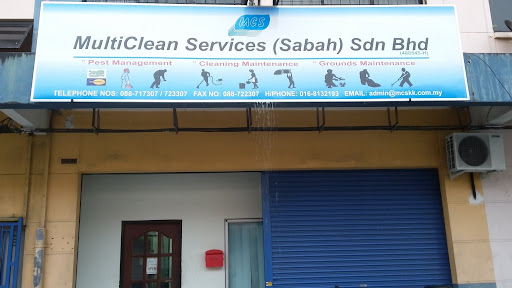 MCS
MultiClean Services (Sabah) Sdn Bhd
* Pest Management * Cleaning Maintenance * Grounds Maintenance
TELEPHONE NOS: 088-717307 / 723307 FAX NO: 088-722307 H/PHONE: 016-8132193 EMAIL: admin@mcskk.com.my